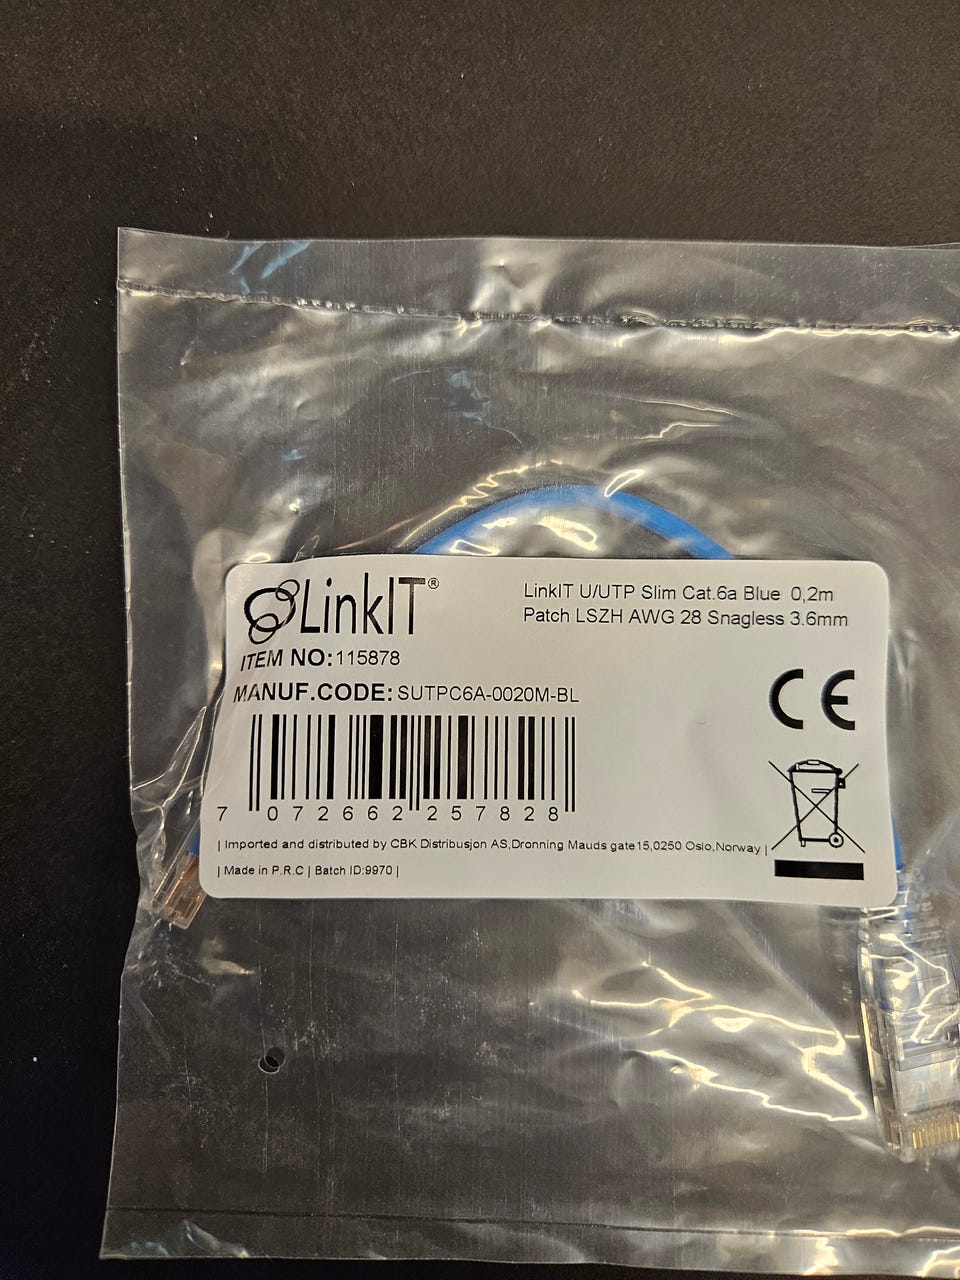 LinkIT®
LinkIT U/UTP Slim Cat.6a Blue 0,2m
Patch LSZH AWG 28 Snagless 3.6mm
ITEM NO:115878
MANUF.CODE: SUTPC6A-0020M-BL
CE
7 072662 257828
| Imported and distributed by CBK Distribusjon AS,Dronning Mauds gate15,0250 Oslo,Norway |
| Made in P.R.C | Batch ID:9970 |